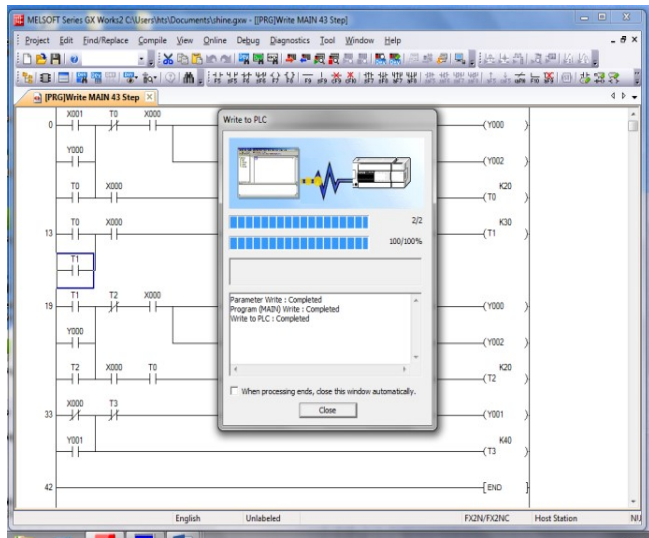 MELSOFT Series GX Works2 C:\Users\hts\Documents\shine.gxw - [[PRG]Write MAIN 43 Step]
Project Edit Find/Replace Compile View Online Debug Diagnostics Tool Window Help
[PRG]Write MAIN 43 Step
Write to PLC
X001 T0 X000
0 (Y000 )
Y000
(Y002 )
T0 X000 K20
(T0 )
2/2
T0 X000 K30
13 (T1 )
100/100%
T1
Parameter Write : Completed
Program (MAIN) Write : Completed
Write to PLC : Completed
T1 T2 X000
19 (Y000 )
Y000
(Y002 )
T2 X000 T0 K20
(T2 )
When processing ends, close this window automatically.
Close
X000 T3
33 (Y001 )
Y001 K40
(T3 )
42 [END ]
English Unlabeled FX2N/FX2NC Host Station